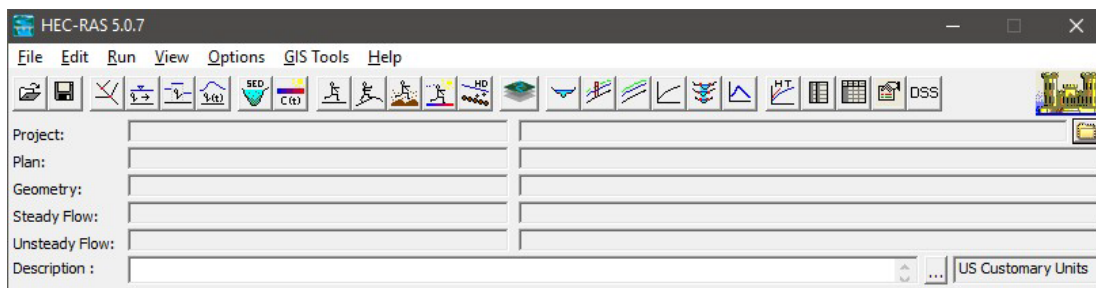 HEC-RAS 5.0.7
File Edit Run View Options GIS Tools Help
SED C(t) HD HT DSS
Project:
Plan:
Geometry:
Steady Flow:
Unsteady Flow:
Description : ... US Customary Units